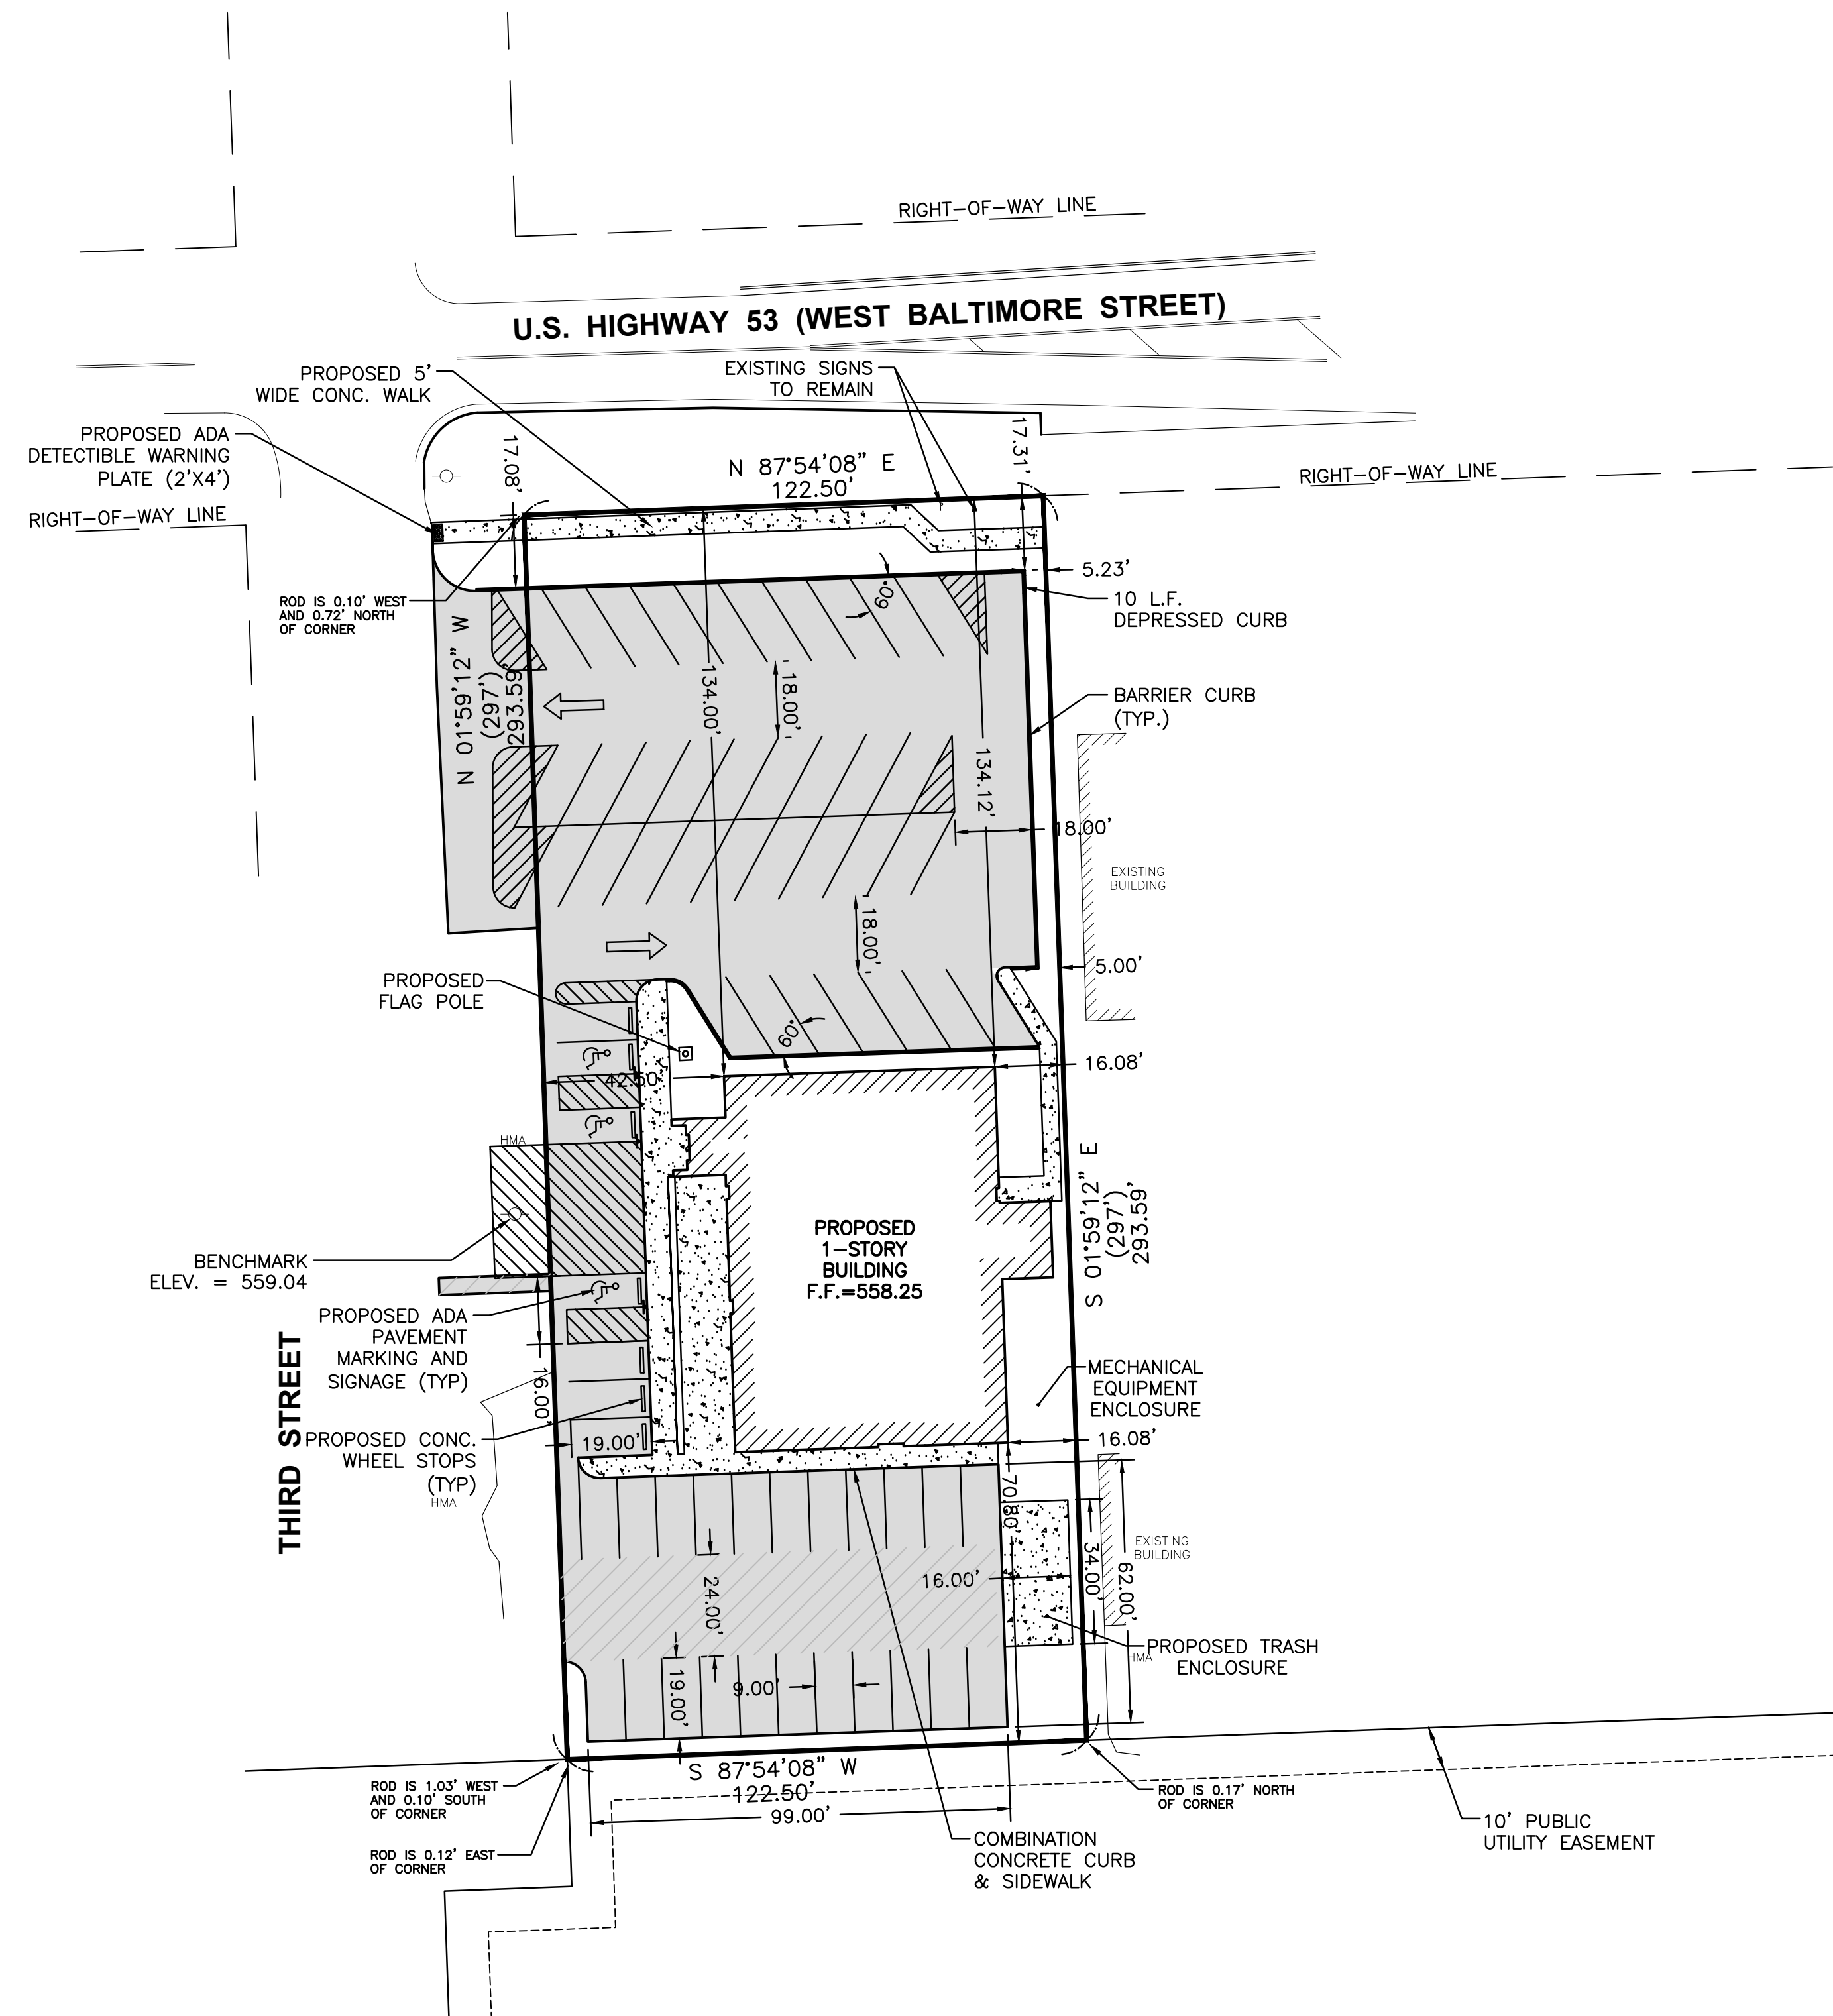 RIGHT-OF-WAY LINE
U.S. HIGHWAY 53 (WEST BALTIMORE STREET)
PROPOSED 5'
WIDE CONC. WALK
EXISTING SIGNS
TO REMAIN
PROPOSED ADA
DETECTIBLE WARNING
PLATE (2'X4')
RIGHT-OF-WAY LINE
17.08'
N 87°54'08" E
122.50'
17.31'
RIGHT-OF-WAY LINE
5.23'
10 L.F.
DEPRESSED CURB
ROD IS 0.10' WEST
AND 0.72' NORTH
OF CORNER
60°
N 01°59'12" W
(297')
293.59'
134.00'
18.00'
BARRIER CURB
(TYP.)
134.12'
18.00'
EXISTING
BUILDING
18.00'
5.00'
PROPOSED
FLAG POLE
60°
16.08'
42.50'
HMA
S 01°59'12" E
(297')
293.59'
PROPOSED
1-STORY
BUILDING
F.F.=558.25
BENCHMARK
ELEV. = 559.04
PROPOSED ADA
PAVEMENT
MARKING AND
SIGNAGE (TYP)
THIRD STREET
16.00'
MECHANICAL
EQUIPMENT
ENCLOSURE
PROPOSED CONC.
WHEEL STOPS
(TYP)
HMA
19.00'
16.08'
70.80'
EXISTING
BUILDING
34.00'
62.00'
16.00'
24.00'
PROPOSED TRASH
ENCLOSURE
HMA
19.00'
9.00'
S 87°54'08" W
122.50'
99.00'
ROD IS 1.03' WEST
AND 0.10' SOUTH
OF CORNER
ROD IS 0.17' NORTH
OF CORNER
ROD IS 0.12' EAST
OF CORNER
COMBINATION
CONCRETE CURB
& SIDEWALK
10' PUBLIC
UTILITY EASEMENT